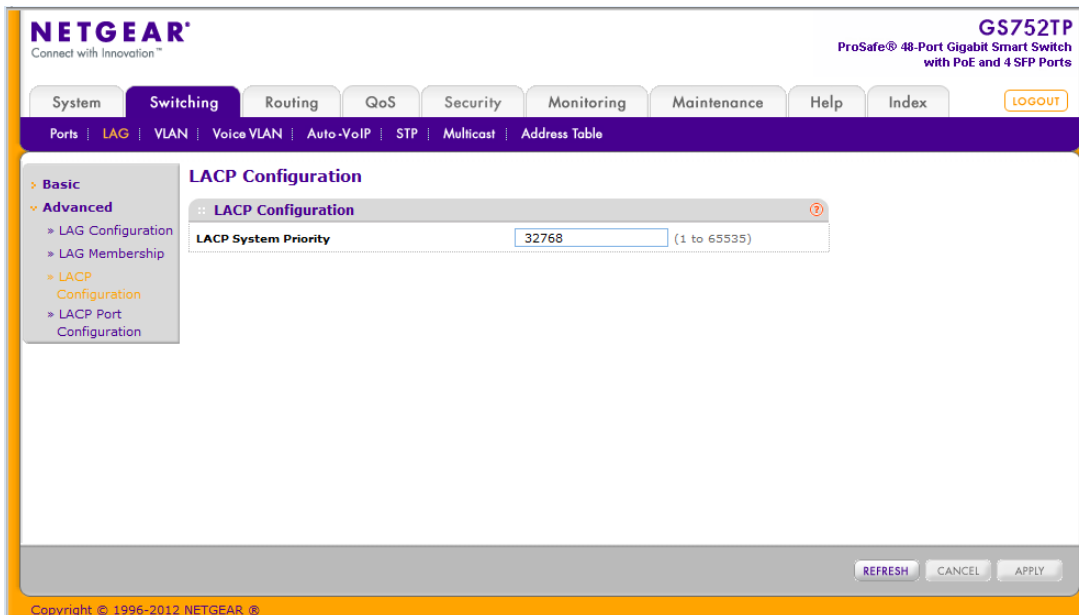 NETGEAR®
Connect with Innovation™
GS752TP
ProSafe® 48-Port Gigabit Smart Switch
with PoE and 4 SFP Ports
System Switching Routing QoS Security Monitoring Maintenance Help Index LOGOUT
Ports | LAG | VLAN | Voice VLAN | Auto-VoIP | STP | Multicast | Address Table
Basic
Advanced
» LAG Configuration
» LAG Membership
» LACP
Configuration
» LACP Port
Configuration
LACP Configuration
LACP Configuration ?
LACP System Priority 32768 (1 to 65535)
REFRESH CANCEL APPLY
Copyright © 1996-2012 NETGEAR ®